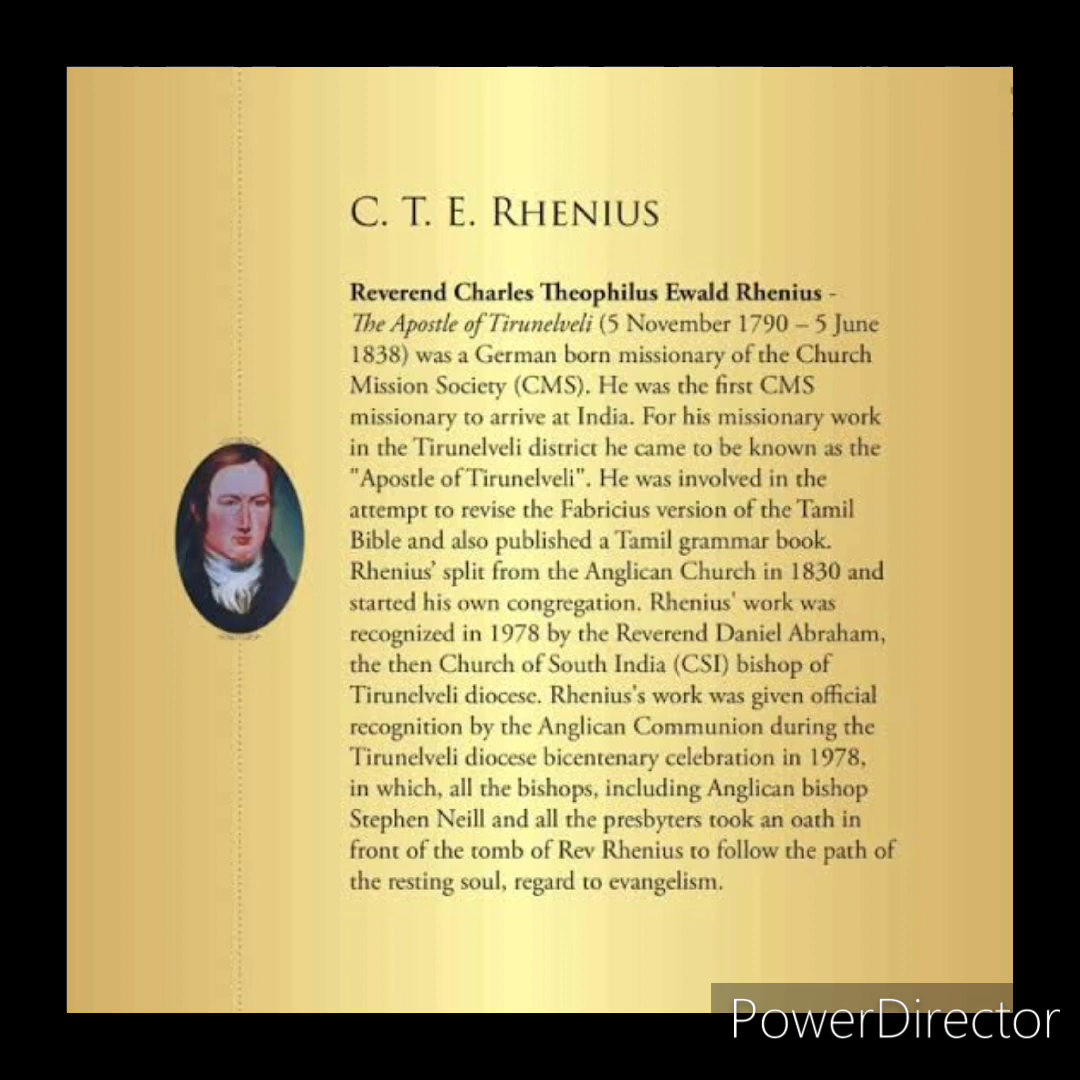 C. T. E. RHENIUS
Reverend Charles Theophilus Ewald Rhenius -
The Apostle of Tirunelveli (5 November 1790 – 5 June
1838) was a German born missionary of the Church
Mission Society (CMS). He was the first CMS
missionary to arrive at India. For his missionary work
in the Tirunelveli district he came to be known as the
"Apostle of Tirunelveli". He was involved in the
attempt to revise the Fabricius version of the Tamil
Bible and also published a Tamil grammar book.
Rhenius' split from the Anglican Church in 1830 and
started his own congregation. Rhenius' work was
recognized in 1978 by the Reverend Daniel Abraham,
the then Church of South India (CSI) bishop of
Tirunelveli diocese. Rhenius's work was given official
recognition by the Anglican Communion during the
Tirunelveli diocese bicentenary celebration in 1978,
in which, all the bishops, including Anglican bishop
Stephen Neill and all the presbyters took an oath in
front of the tomb of Rev Rhenius to follow the path of
the resting soul, regard to evangelism.
PowerDirector